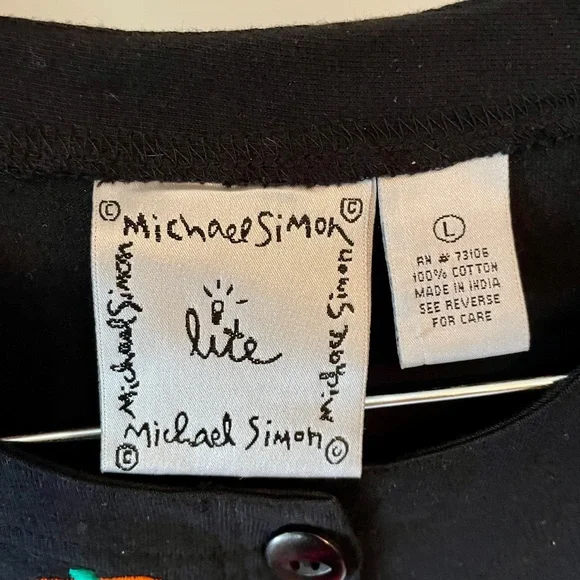 © Michael Simon ©
Michael Simon
lite
Michael Simon
© Michael Simon ©
L
RN # 73106
100% COTTON
MADE IN INDIA
SEE REVERSE
FOR CARE